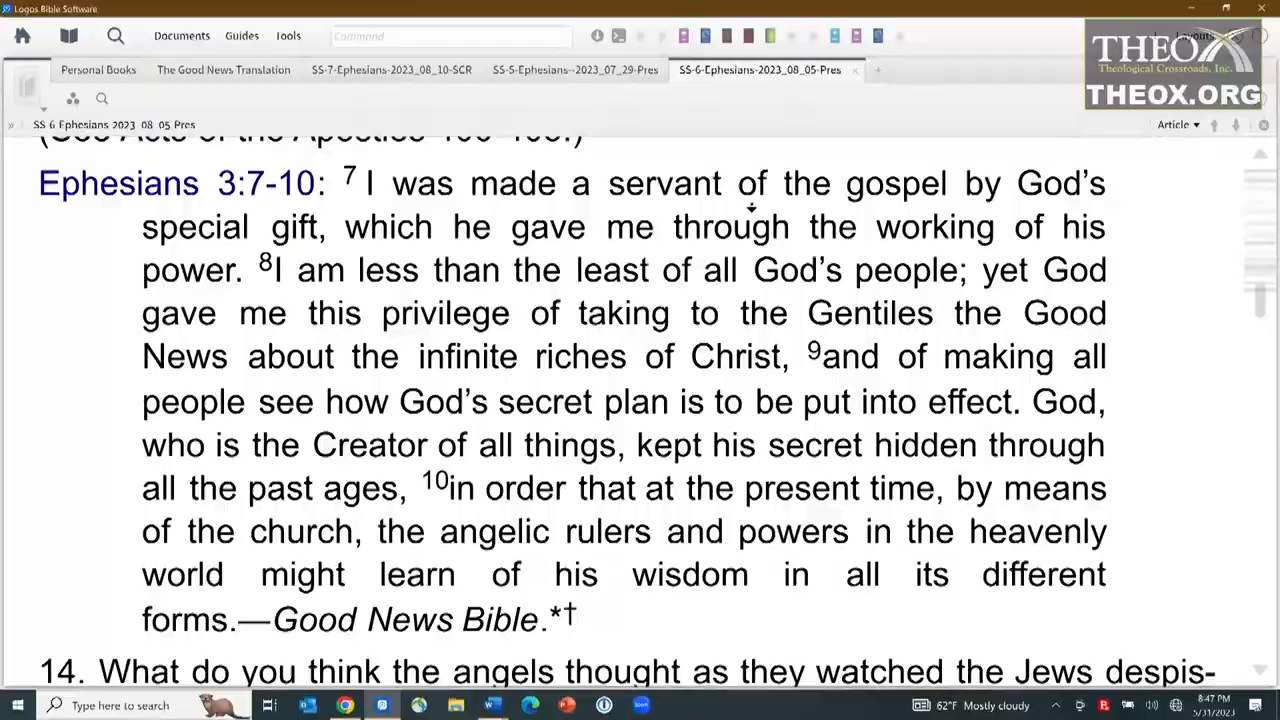 Logos Bible Software
Documents Guides Tools Command Layouts
THEOX
Theological Crossroads, Inc.
THEOX.ORG
Personal Books The Good News Translation SS-7-Ephesians-2023_0 SS-5-Ephesians--2023_07_29-Pres SS-6-Ephesians-2023_08_05-Pres
» SS 6 Ephesians 2023 08 05 Pres Article
Ephesians 3:7-10: 7 I was made a servant of the gospel by God’s
special gift, which he gave me through the working of his
power. 8I am less than the least of all God’s people; yet God
gave me this privilege of taking to the Gentiles the Good
News about the infinite riches of Christ, 9and of making all
people see how God’s secret plan is to be put into effect. God,
who is the Creator of all things, kept his secret hidden through
all the past ages, 10in order that at the present time, by means
of the church, the angelic rulers and powers in the heavenly
world might learn of his wisdom in all its different
forms.—Good News Bible.*†
14. What do you think the angels thought as they watched the Jews despis-
Type here to search 62°F Mostly cloudy 8:47 PM
5/31/2023